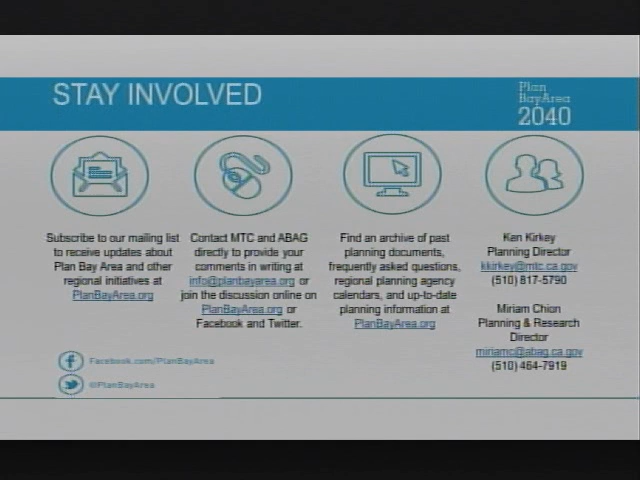 STAY INVOLVED
Plan
BayArea
2040
Subscribe to our mailing list
to receive updates about
Plan Bay Area and other
regional initiatives at
PlanBayArea.org
Contact MTC and ABAG
directly to provide your
comments in writing at
info@planbayarea.org or
join the discussion online on
PlanBayArea.org or
Facebook and Twitter.
Find an archive of past
planning documents,
frequently asked questions,
regional planning agency
calendars, and up-to-date
planning information at
PlanBayArea.org
Ken Kirkey
Planning Director
kkirkey@mtc.ca.gov
(510) 817-5790
Miriam Chion
Planning & Research
Director
miriamc@abag.ca.gov
(510) 464-7919
Facebook.com/PlanBayArea
@PlanBayArea